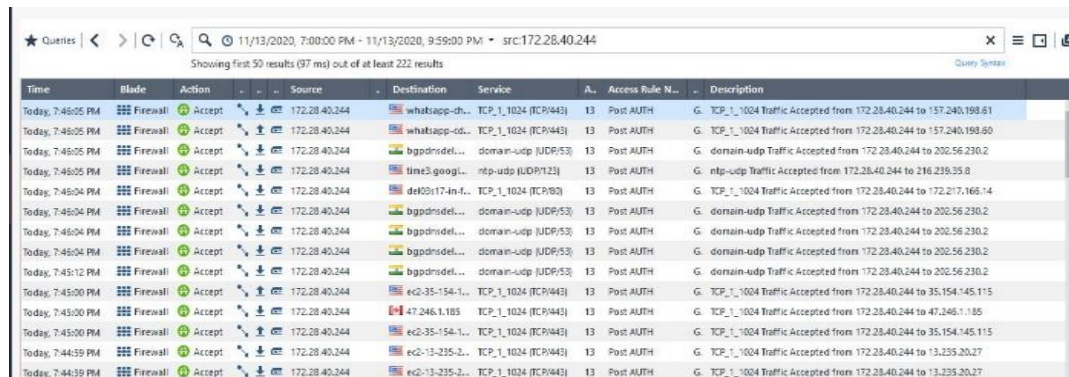 Queries 11/13/2020, 7:00:00 PM - 11/13/2020, 9:59:00 PM src:172.28.40.244
Showing first 50 results (97 ms) out of at least 222 results Query Syntax
Time Blade Action .. .. .. Source . Destination Service A.. Access Rule N... .. Description
Today, 7:46:05 PM Firewall Accept 172.28.40.244 whatsapp-ch... TCP_1_1024 (TCP/443) 13 Post AUTH G. TCP_1_1024 Traffic Accepted from 172.28.40.244 to 157.240.198.61
Today, 7:46:05 PM Firewall Accept 172.28.40.244 whatsapp-cd... TCP_1_1024 (TCP/443) 13 Post AUTH G. TCP_1_1024 Traffic Accepted from 172.28.40.244 to 157.240.198.60
Today, 7:46:05 PM Firewall Accept 172.28.40.244 bgpdnsdel.... domain-udp (UDP/53) 13 Post AUTH G. domain-udp Traffic Accepted from 172.28.40.244 to 202.56.230.2
Today, 7:46:05 PM Firewall Accept 172.28.40.244 time3.googl... ntp-udp (UDP/123) 13 Post AUTH G. ntp-udp Traffic Accepted from 172.28.40.244 to 216.239.35.8
Today, 7:46:04 PM Firewall Accept 172.28.40.244 del03s17-in-f... TCP_1_1024 (TCP/80) 13 Post AUTH G. TCP_1_1024 Traffic Accepted from 172.28.40.244 to 172.217.166.14
Today, 7:46:04 PM Firewall Accept 172.28.40.244 bgpdnsdel.... domain-udp (UDP/53) 13 Post AUTH G. domain-udp Traffic Accepted from 172.28.40.244 to 202.56.230.2
Today, 7:46:04 PM Firewall Accept 172.28.40.244 bgpdnsdel.... domain-udp (UDP/53) 13 Post AUTH G. domain-udp Traffic Accepted from 172.28.40.244 to 202.56.230.2
Today, 7:46:04 PM Firewall Accept 172.28.40.244 bgpdnsdel.... domain-udp (UDP/53) 13 Post AUTH G. domain-udp Traffic Accepted from 172.28.40.244 to 202.56.230.2
Today, 7:45:12 PM Firewall Accept 172.28.40.244 bgpdnsdel.... domain-udp (UDP/53) 13 Post AUTH G. domain-udp Traffic Accepted from 172.28.40.244 to 202.56.230.2
Today, 7:45:00 PM Firewall Accept 172.28.40.244 ec2-35-154-1... TCP_1_1024 (TCP/443) 13 Post AUTH G. TCP_1_1024 Traffic Accepted from 172.28.40.244 to 35.154.145.115
Today, 7:45:00 PM Firewall Accept 172.28.40.244 47.246.1.185 TCP_1_1024 (TCP/443) 13 Post AUTH G. TCP_1_1024 Traffic Accepted from 172.28.40.244 to 47.246.1.185
Today, 7:45:00 PM Firewall Accept 172.28.40.244 ec2-35-154-1... TCP_1_1024 (TCP/443) 13 Post AUTH G. TCP_1_1024 Traffic Accepted from 172.28.40.244 to 35.154.145.115
Today, 7:44:59 PM Firewall Accept 172.28.40.244 ec2-13-235-2... TCP_1_1024 (TCP/443) 13 Post AUTH G. TCP_1_1024 Traffic Accepted from 172.28.40.244 to 13.235.20.27
Today, 7:44:59 PM Firewall Accept 172.28.40.244 ec2-13-235-2... TCP_1_1024 (TCP/443) 13 Post AUTH G. TCP_1_1024 Traffic Accepted from 172.28.40.244 to 13.235.20.27